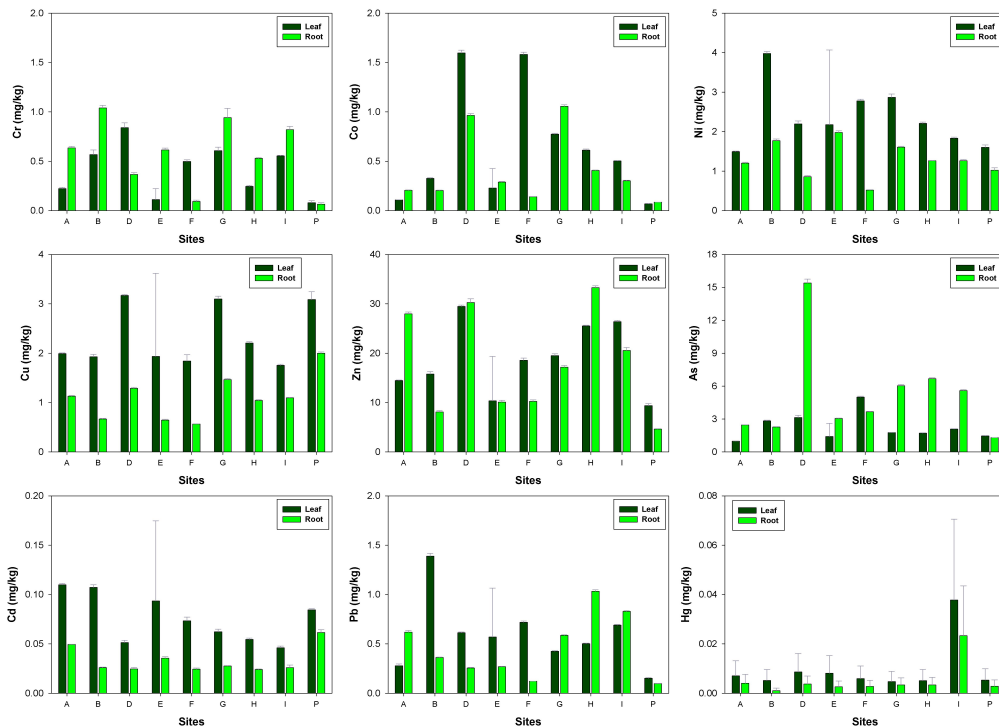 2.0
1.5
1.0
0.5
0.0
Cr (mg/kg)
Leaf
Root
A B D E F G H I P
Sites
2.0
1.5
1.0
0.5
0.0
Co (mg/kg)
Leaf
Root
A B D E F G H I P
Sites
5
4
3
2
1
0
Ni (mg/kg)
Leaf
Root
A B D E F G H I P
Sites
4
3
2
1
0
Cu (mg/kg)
Leaf
Root
A B D E F G H I P
Sites
40
30
20
10
0
Zn (mg/kg)
Leaf
Root
A B D E F G H I P
Sites
18
15
12
9
6
3
0
As (mg/kg)
Leaf
Root
A B D E F G H I P
Sites
0.20
0.15
0.10
0.05
0.00
Cd (mg/kg)
Leaf
Root
A B D E F G H I P
Sites
2.0
1.5
1.0
0.5
0.0
Pb (mg/kg)
Leaf
Root
A B D E F G H I P
Sites
0.08
0.06
0.04
0.02
0.00
Hg (mg/kg)
Leaf
Root
A B D E F G H I P
Sites